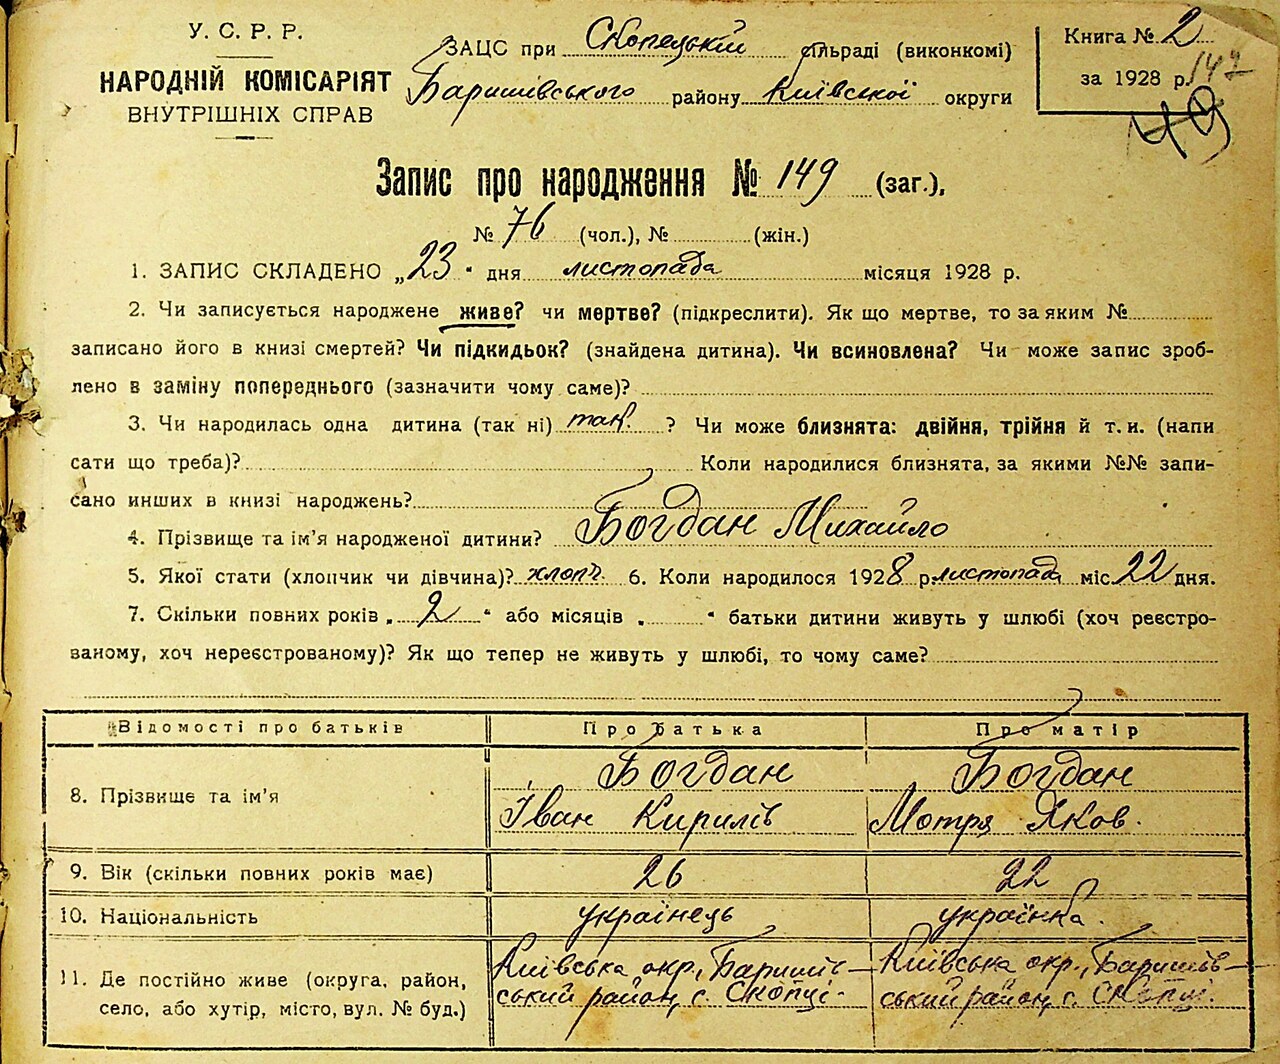 У. С. Р. Р.
НАРОДНІЙ КОМІСАРІЯТ
ВНУТРІШНІХ СПРАВ
ЗАЦС при Скопецькій сільраді (виконкомі)
Баришівського району Київської округи
Книга № 2
за 1928 р.
147
49
Запис про народження № 149 (заг.),
№ 76 (чол.), № (жін.)
1. ЗАПИС СКЛАДЕНО „23" дня листопада місяця 1928 р.
2. Чи записується народжене живе? чи мертве? (підкреслити). Як що мертве, то за яким №
записано його в книзі смертей? Чи підкидьок? (знайдена дитина). Чи всиновлена? Чи може запис зроб-
лено в заміну попереднього (зазначити чому саме)?
3. Чи народилась одна дитина (так ні) так ? Чи може близнята: двійня, трійня й т. и. (напи
сати що треба)? Коли народилися близнята, за якими №№ запи-
сано инших в книзі народжень?
4. Прізвище та ім'я народженої дитини? Богдан Михайло
5. Якої стати (хлопчик чи дівчина)? хлопч. 6. Коли народилося 1928 р. листопада міс. 22 дня.
7. Скільки повних років „ 2 " або місяців „ " батьки дитини живуть у шлюбі (хоч реєстро-
ваному, хоч нереєстрованому)? Як що тепер не живуть у шлюбі, то чому саме?
Відомості про батьків Про батька Про матір
8. Прізвище та ім'я Богдан Іван Кирилів Богдан Мотря Яков.
9. Вік (скільки повних років має) 26 22
10. Національність українець українка.
11. Де постійно живе (округа, район, село, або хутір, місто, вул. № буд.) Київська окр., Баришів-
ський район, с. Скопці. Київська окр., Баришів-
ський район, с. Скопці.